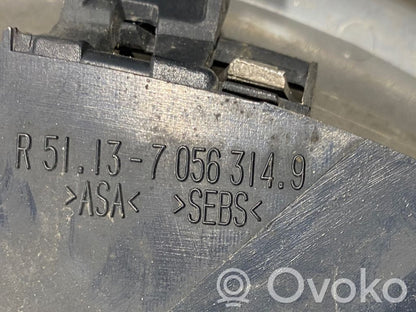 R 51.13-7 056 314.9
>ASA< >SEBS<
Ovoko